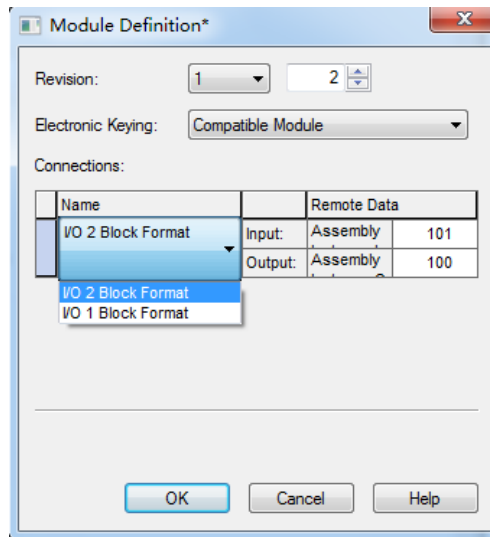 Module Definition*
Revision: 1 2
Electronic Keying: Compatible Module
Connections:
Name Remote Data
I/O 2 Block Format Input: Assembly 101
Output: Assembly 100
I/O 2 Block Format
I/O 1 Block Format
OK Cancel Help